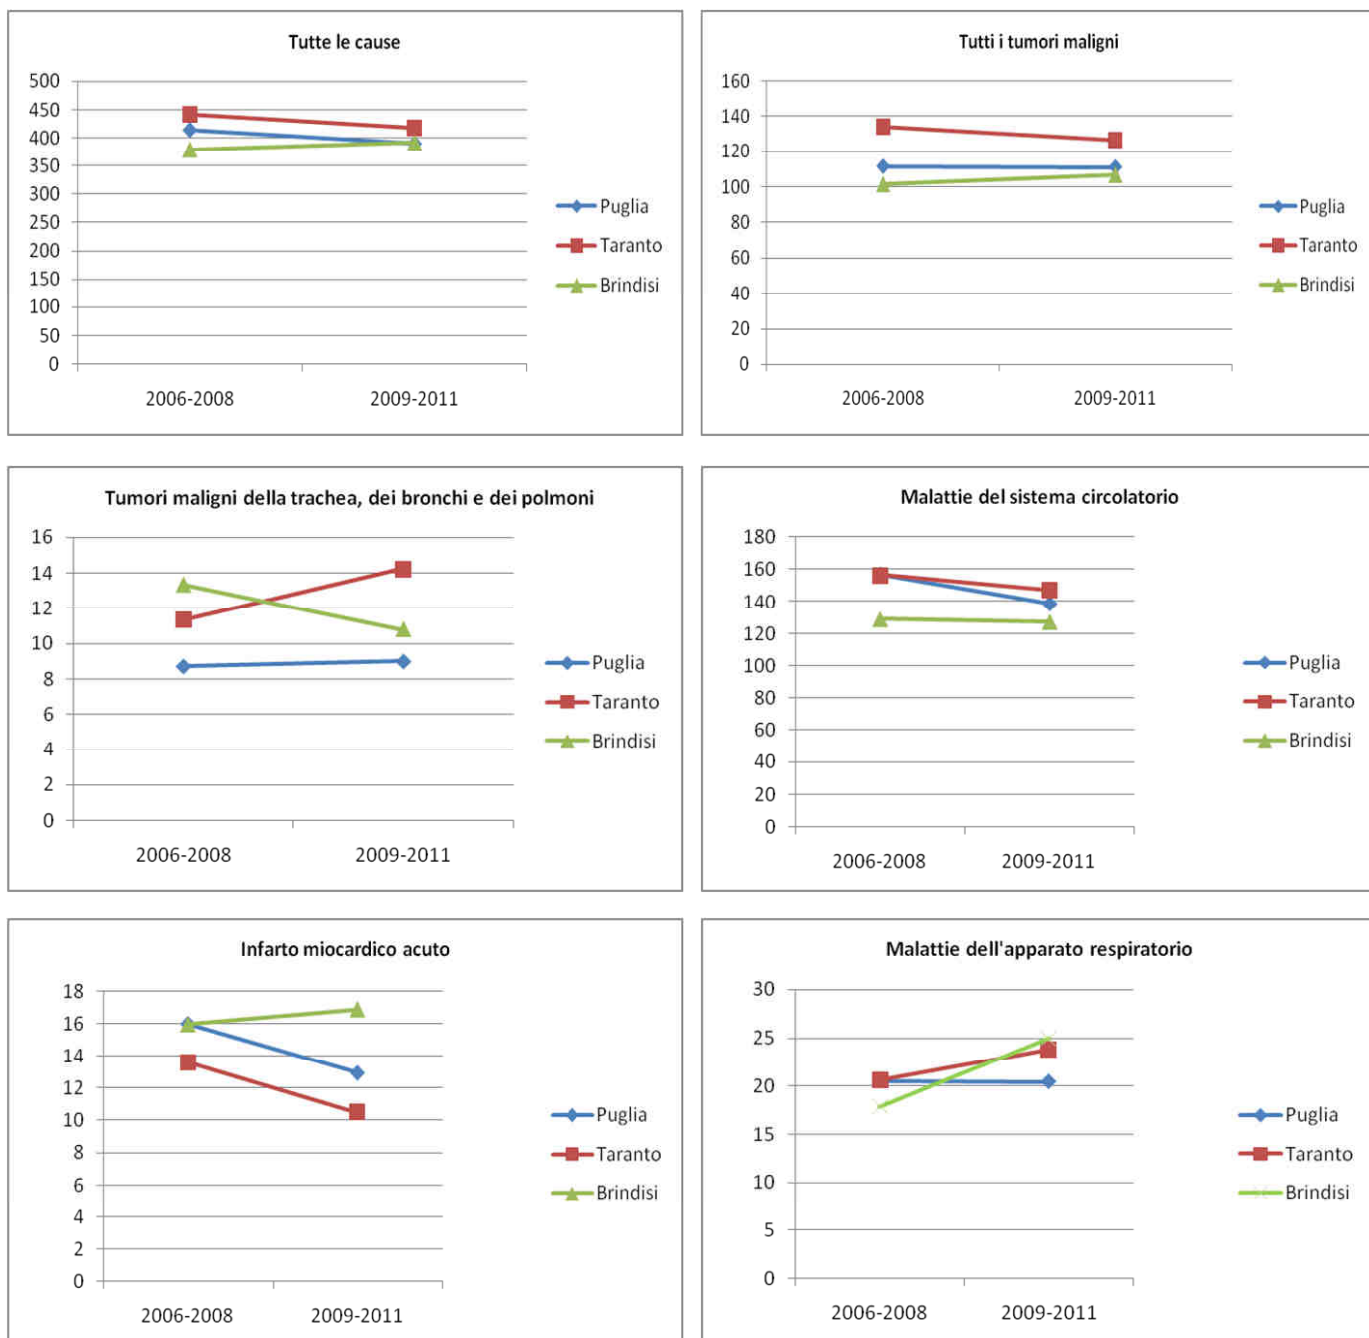 Tutte le cause
500
450
400
350
300
250
200
150
100
50
0
2006-2008 2009-2011
Puglia
Taranto
Brindisi
Tutti i tumori maligni
160
140
120
100
80
60
40
20
0
2006-2008 2009-2011
Puglia
Taranto
Brindisi
Tumori maligni della trachea, dei bronchi e dei polmoni
16
14
12
10
8
6
4
2
0
2006-2008 2009-2011
Puglia
Taranto
Brindisi
Malattie del sistema circolatorio
180
160
140
120
100
80
60
40
20
0
2006-2008 2009-2011
Puglia
Taranto
Brindisi
Infarto miocardico acuto
18
16
14
12
10
8
6
4
2
0
2006-2008 2009-2011
Puglia
Taranto
Brindisi
Malattie dell'apparato respiratorio
30
25
20
15
10
5
0
2006-2008 2009-2011
Puglia
Taranto
Brindisi